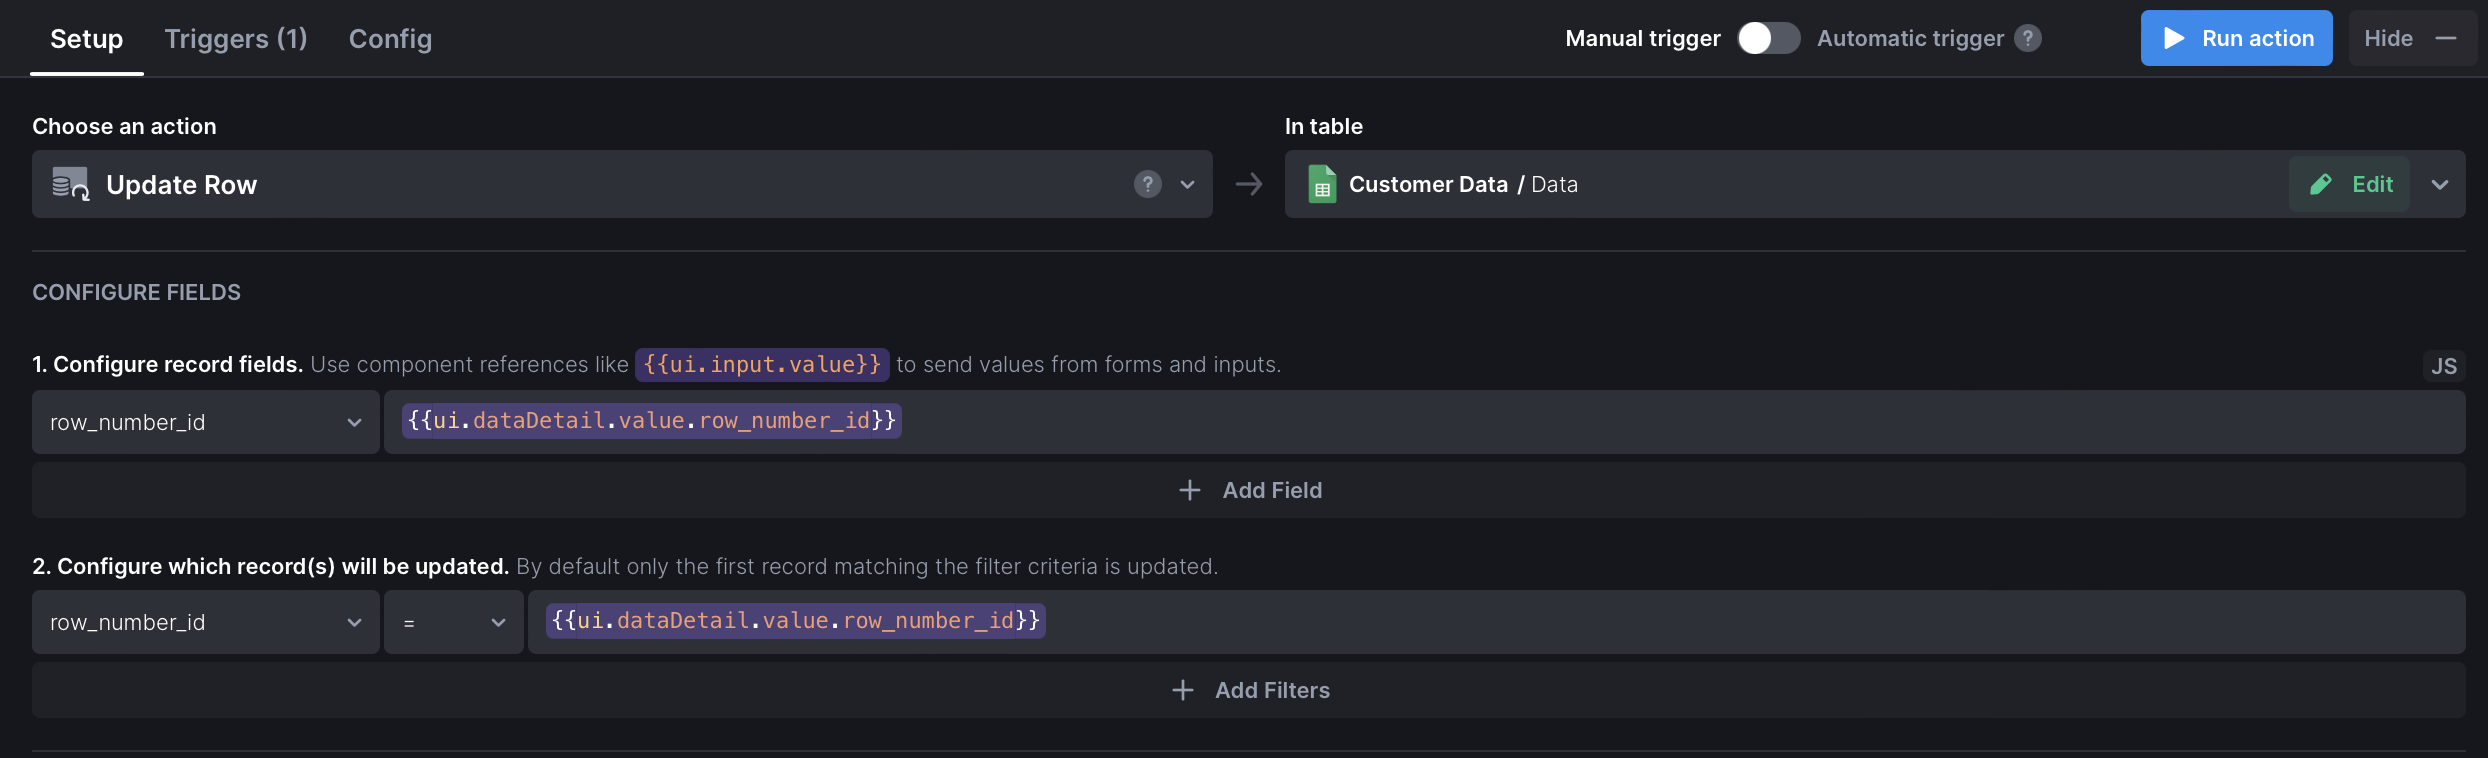 Setup Triggers (1) Config Manual trigger Automatic trigger ? Run action Hide
Choose an action In table
Update Row ? Customer Data / Data Edit
CONFIGURE FIELDS
1. Configure record fields. Use component references like {{ui.input.value}} to send values from forms and inputs. JS
row_number_id {{ui.dataDetail.value.row_number_id}}
+ Add Field
2. Configure which record(s) will be updated. By default only the first record matching the filter criteria is updated.
row_number_id = {{ui.dataDetail.value.row_number_id}}
+ Add Filters